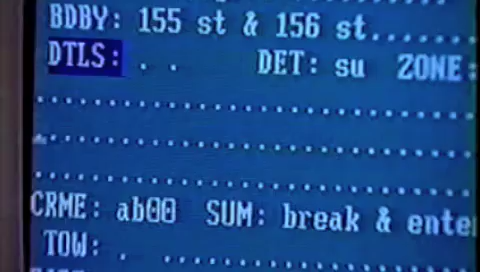 BDBY: 155 st & 156 st.......
DTLS: . . DET: su ZONE:
CRME: ab00 SUM: break & ente
TOW: . ..................